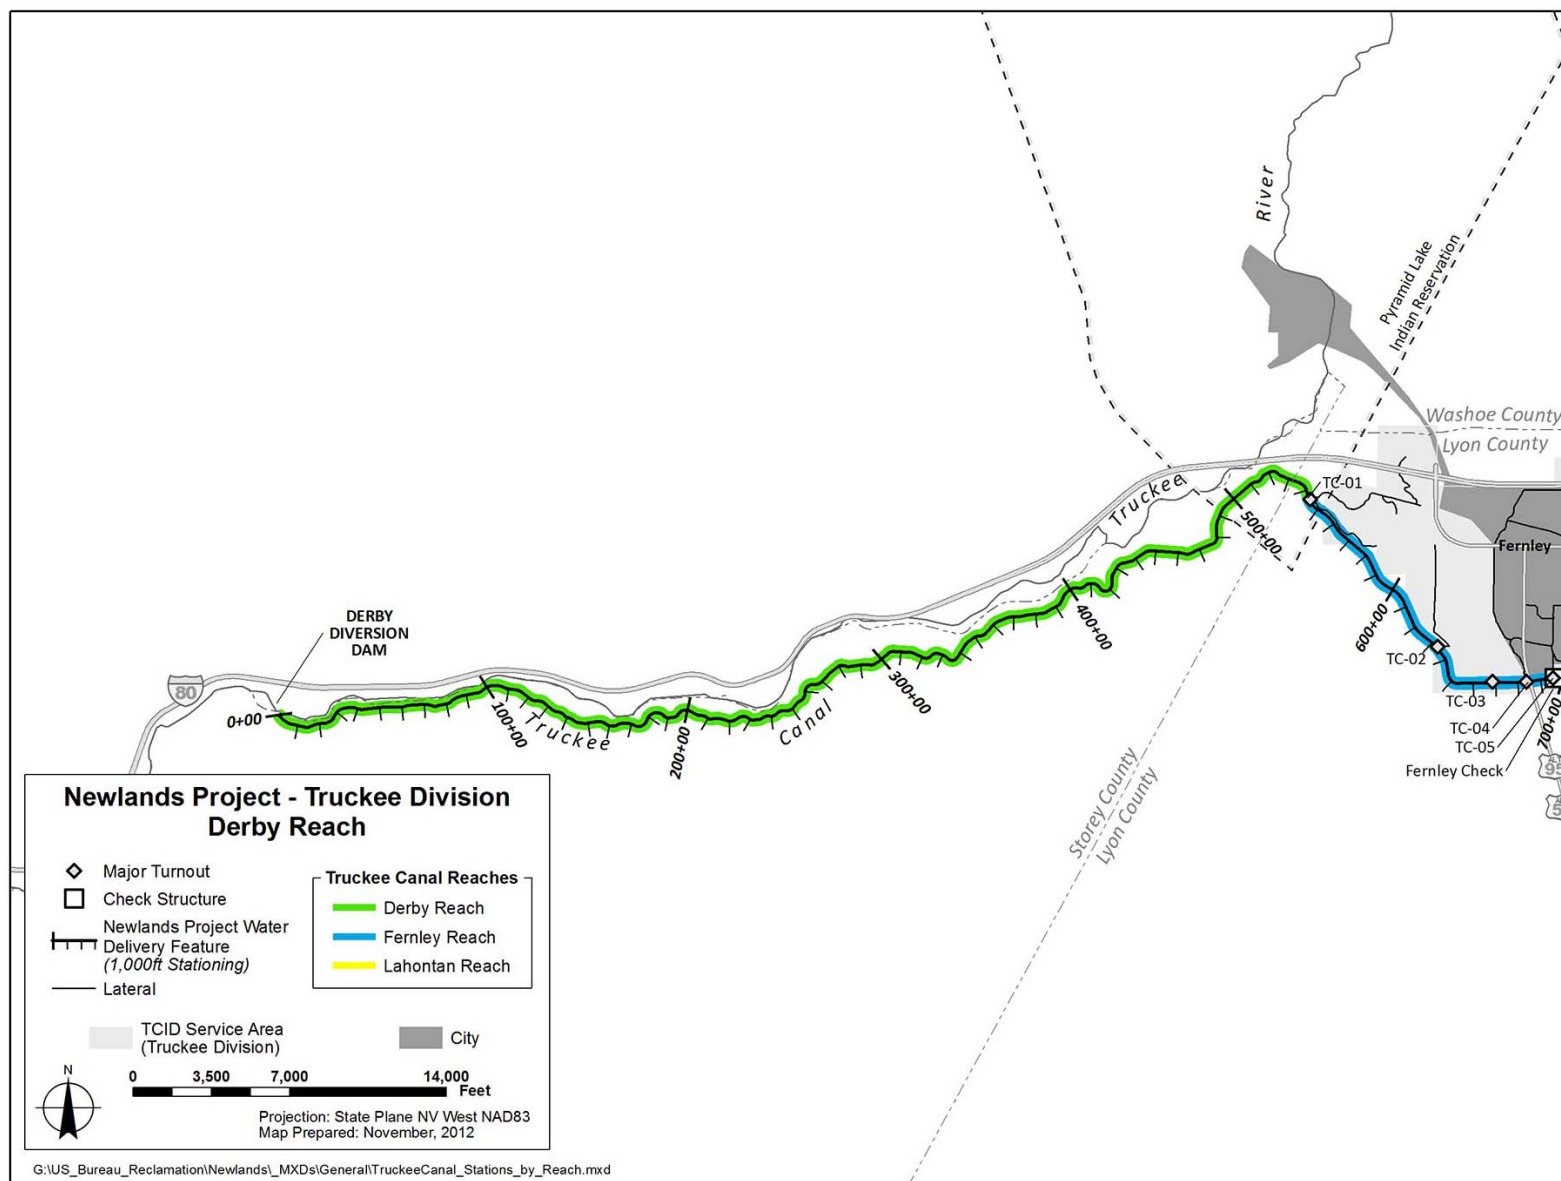 River
Pyramid Lake
Indian Reservation
Washoe County
Lyon County
TC-01
Truckee
500+00
Fernley
DERBY
DIVERSION
DAM
400+00
600+00
TC-02
80
0+00
300+00
100+00
Truckee
200+00
Canal
TC-03
TC-04
TC-05
700+00
Fernley Check
95
5
Storey County
Lyon County
Newlands Project - Truckee Division
Derby Reach
Major Turnout
Check Structure
Newlands Project Water
Delivery Feature
(1,000ft Stationing)
Lateral
Truckee Canal Reaches
Derby Reach
Fernley Reach
Lahontan Reach
TCID Service Area
(Truckee Division)
City
N
0 3,500 7,000 14,000
Feet
Projection: State Plane NV West NAD83
Map Prepared: November, 2012
G:\US_Bureau_Reclamation\Newlands\_MXDs\General\TruckeeCanal_Stations_by_Reach.mxd